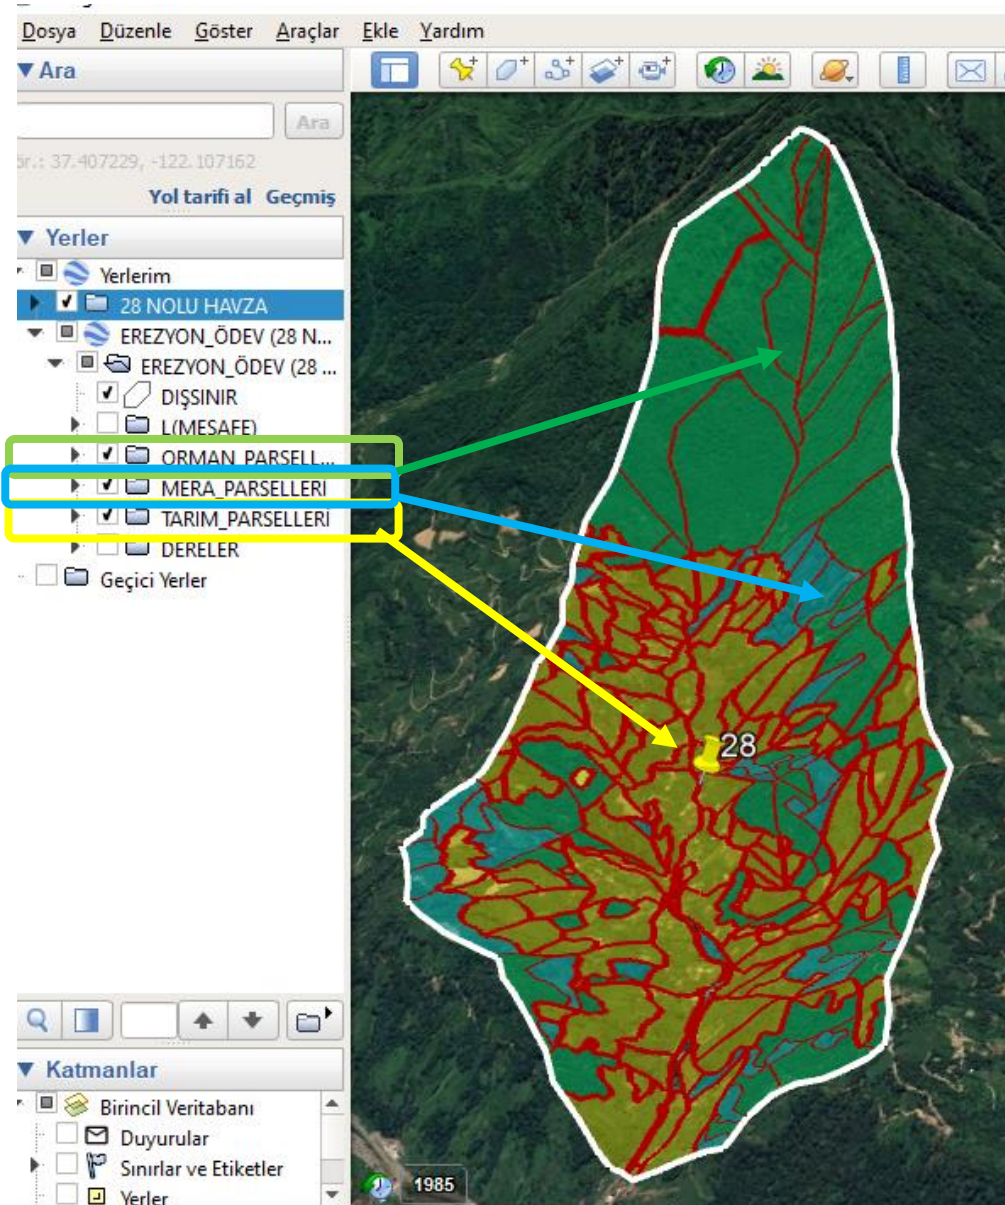 Dosya Düzenle Göster Araçlar Ekle Yardım
Ara
Ara
ör.: 37.407229, -122.107162
Yol tarifi al Geçmiş
Yerler
Yerlerim
28 NOLU HAVZA
EREZYON_ÖDEV (28 N...
EREZYON_ÖDEV (28 ...
DIŞSINIR
L(MESAFE)
ORMAN_PARSELL...
MERA_PARSELLERİ
TARIM_PARSELLERİ
DERELER
Geçici Yerler
28
Katmanlar
Birincil Veritabanı
Duyurular
Sınırlar ve Etiketler
Yerler
1985